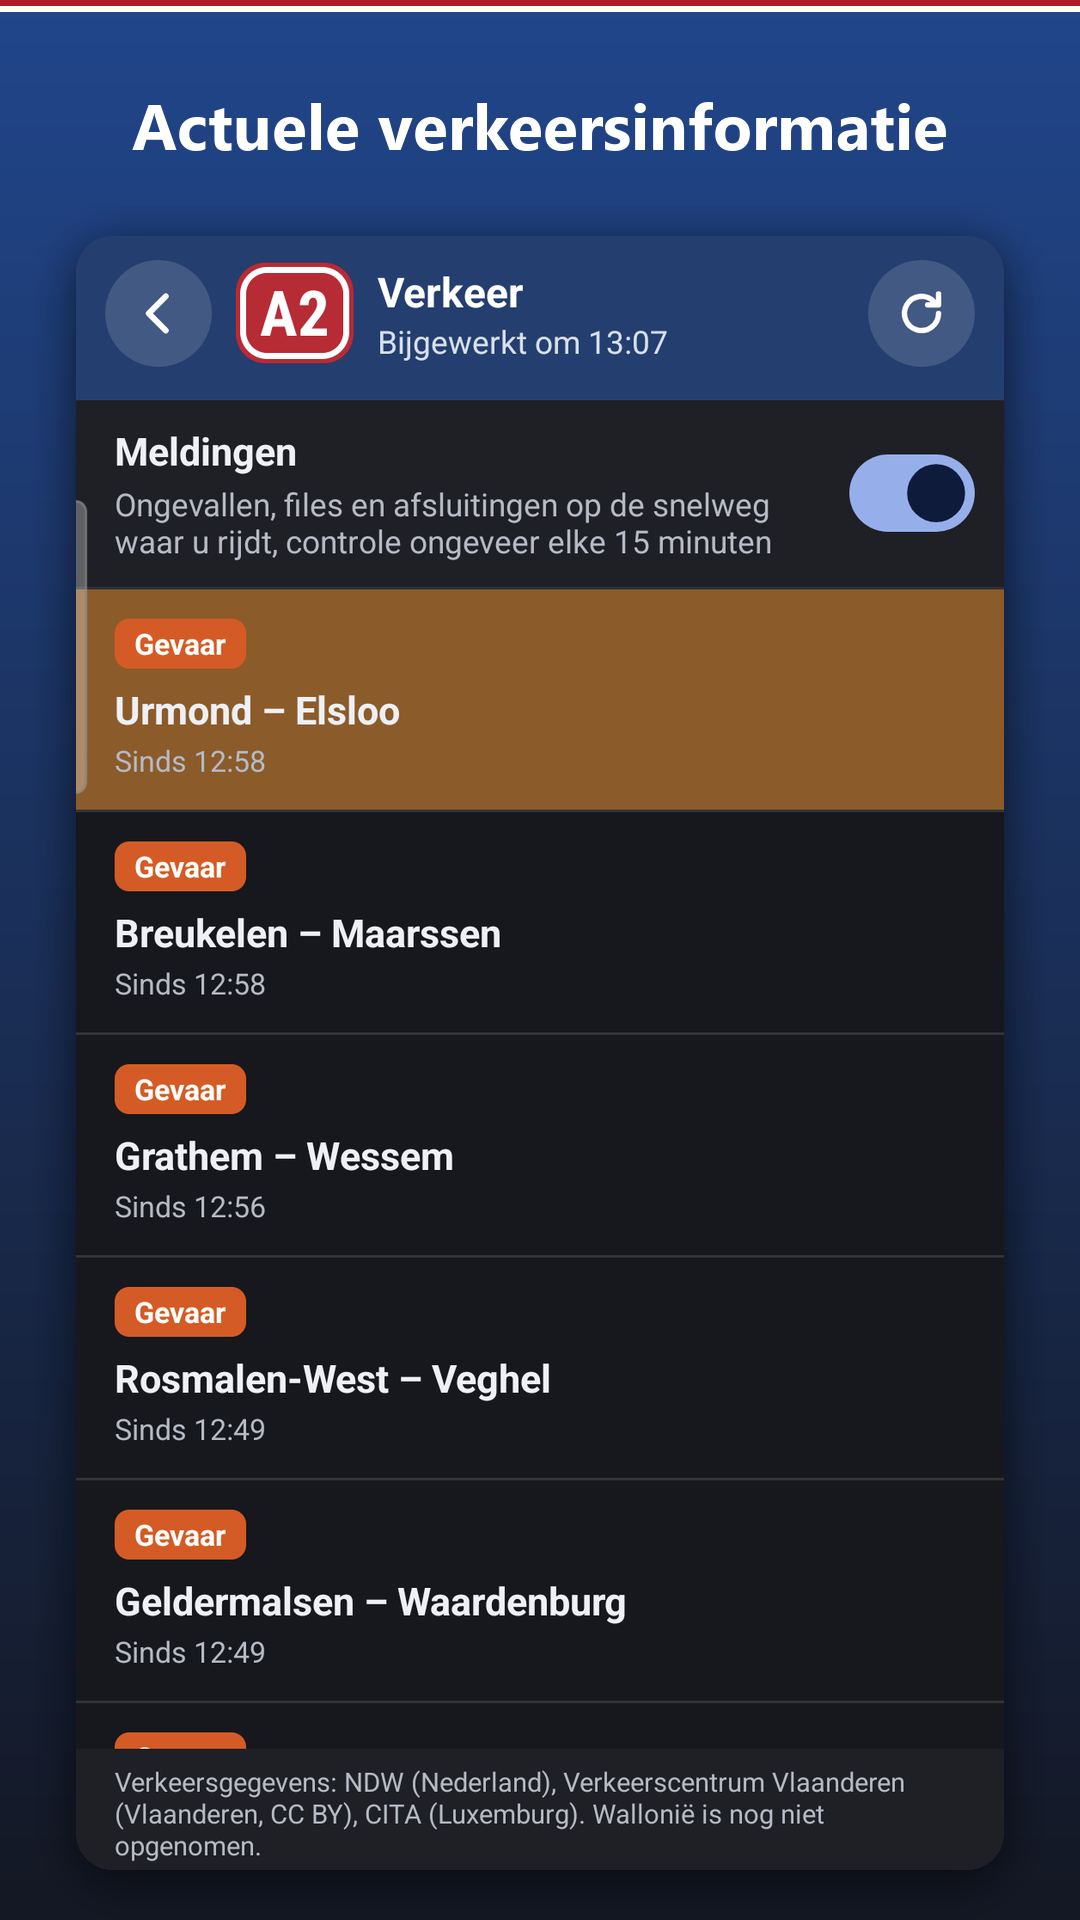 Actuele verkeersinformatie
A2
Verkeer
Bijgewerkt om 13:07
Meldingen
Ongevallen, files en afsluitingen op de snelweg
waar u rijdt, controle ongeveer elke 15 minuten
Gevaar
Urmond – Elsloo
Sinds 12:58
Gevaar
Breukelen – Maarssen
Sinds 12:58
Gevaar
Grathem – Wessem
Sinds 12:56
Gevaar
Rosmalen-West – Veghel
Sinds 12:49
Gevaar
Geldermalsen – Waardenburg
Sinds 12:49
Verkeersgegevens: NDW (Nederland), Verkeerscentrum Vlaanderen
(Vlaanderen, CC BY), CITA (Luxemburg). Wallonië is nog niet
opgenomen.